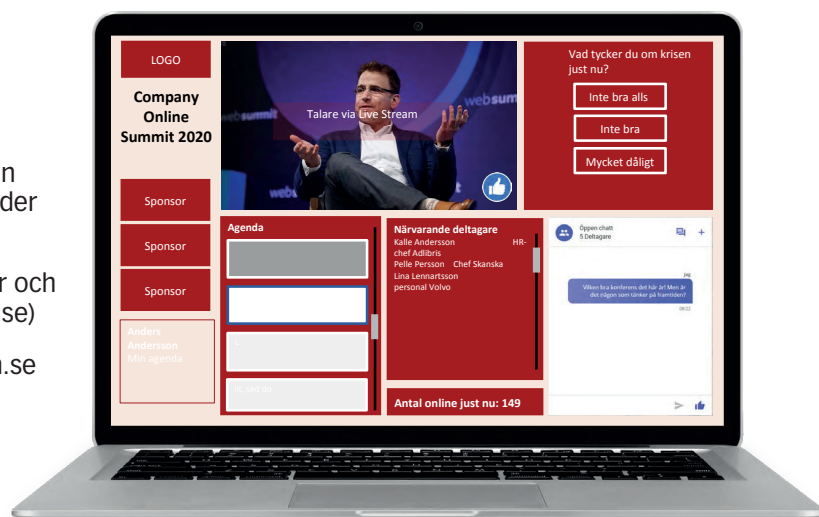 n
der
r och
se)
n.se
LOGO
Company
Online
Summit 2020
Sponsor
Sponsor
Sponsor
Anders
Andersson
Min agenda
websummit
websum
Talare via Live Stream
Vad tycker du om krisen
just nu?
Inte bra alls
Inte bra
Mycket dåligt
Agenda
Närvarande deltagare
Kalle Andersson HR-
chef Adlibris
Pelle Persson Chef Skanska
Lina Lennartsson
personal Volvo
Antal online just nu: 149
Öppen chatt
5 Deltagare
Jag
Vilken bra konferens det här är! Men är
det någon som tänker på framtiden?
09:22